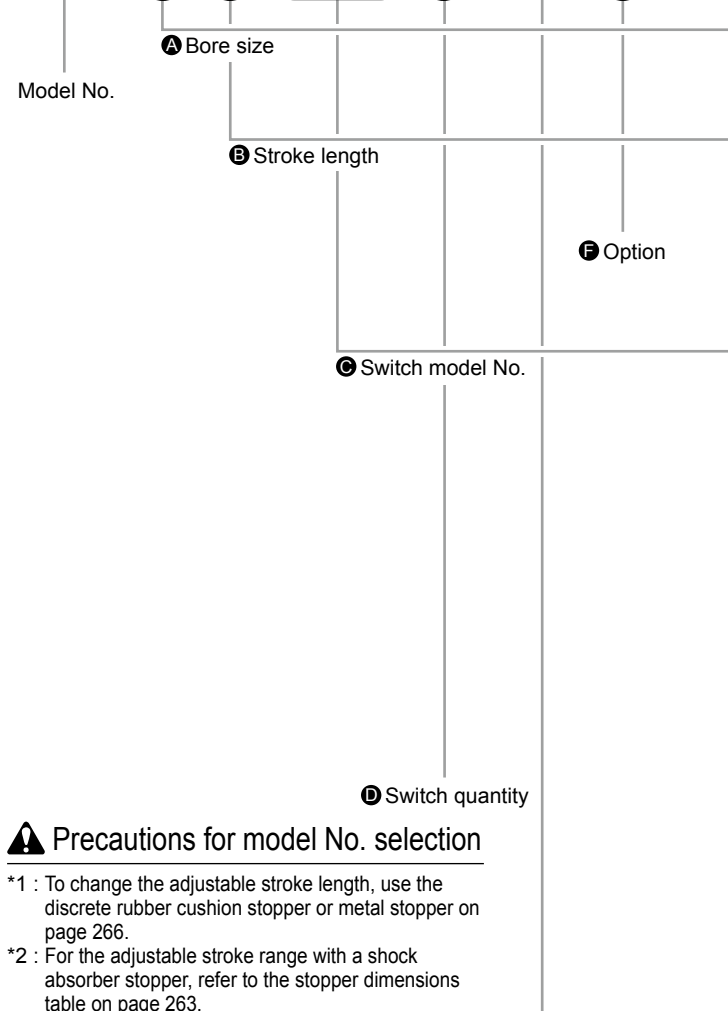 Ⓐ Bore size
Model No.
Ⓑ Stroke length
Ⓕ Option
Ⓒ Switch model No.
Ⓓ Switch quantity
Precautions for model No. selection
*1 : To change the adjustable stroke length, use the
discrete rubber cushion stopper or metal stopper on
page 266.
*2 : For the adjustable stroke range with a shock
absorber stopper, refer to the stopper dimensions
table on page 263.